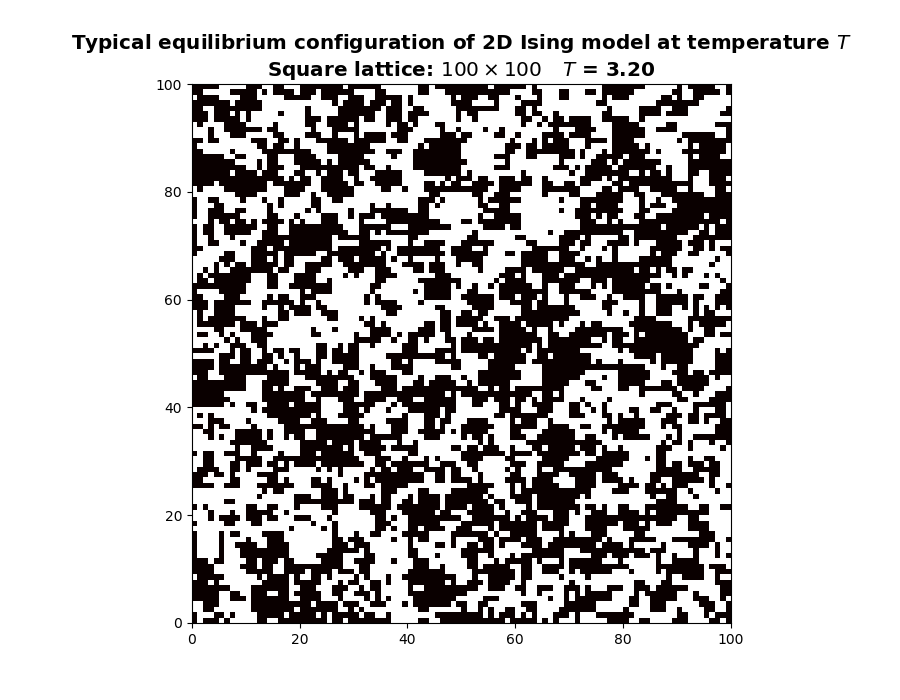 Typical equilibrium configuration of 2D Ising model at temperature T
Square lattice: 100 × 100 T = 3.20
100
80
60
40
20
0
0 20 40 60 80 100